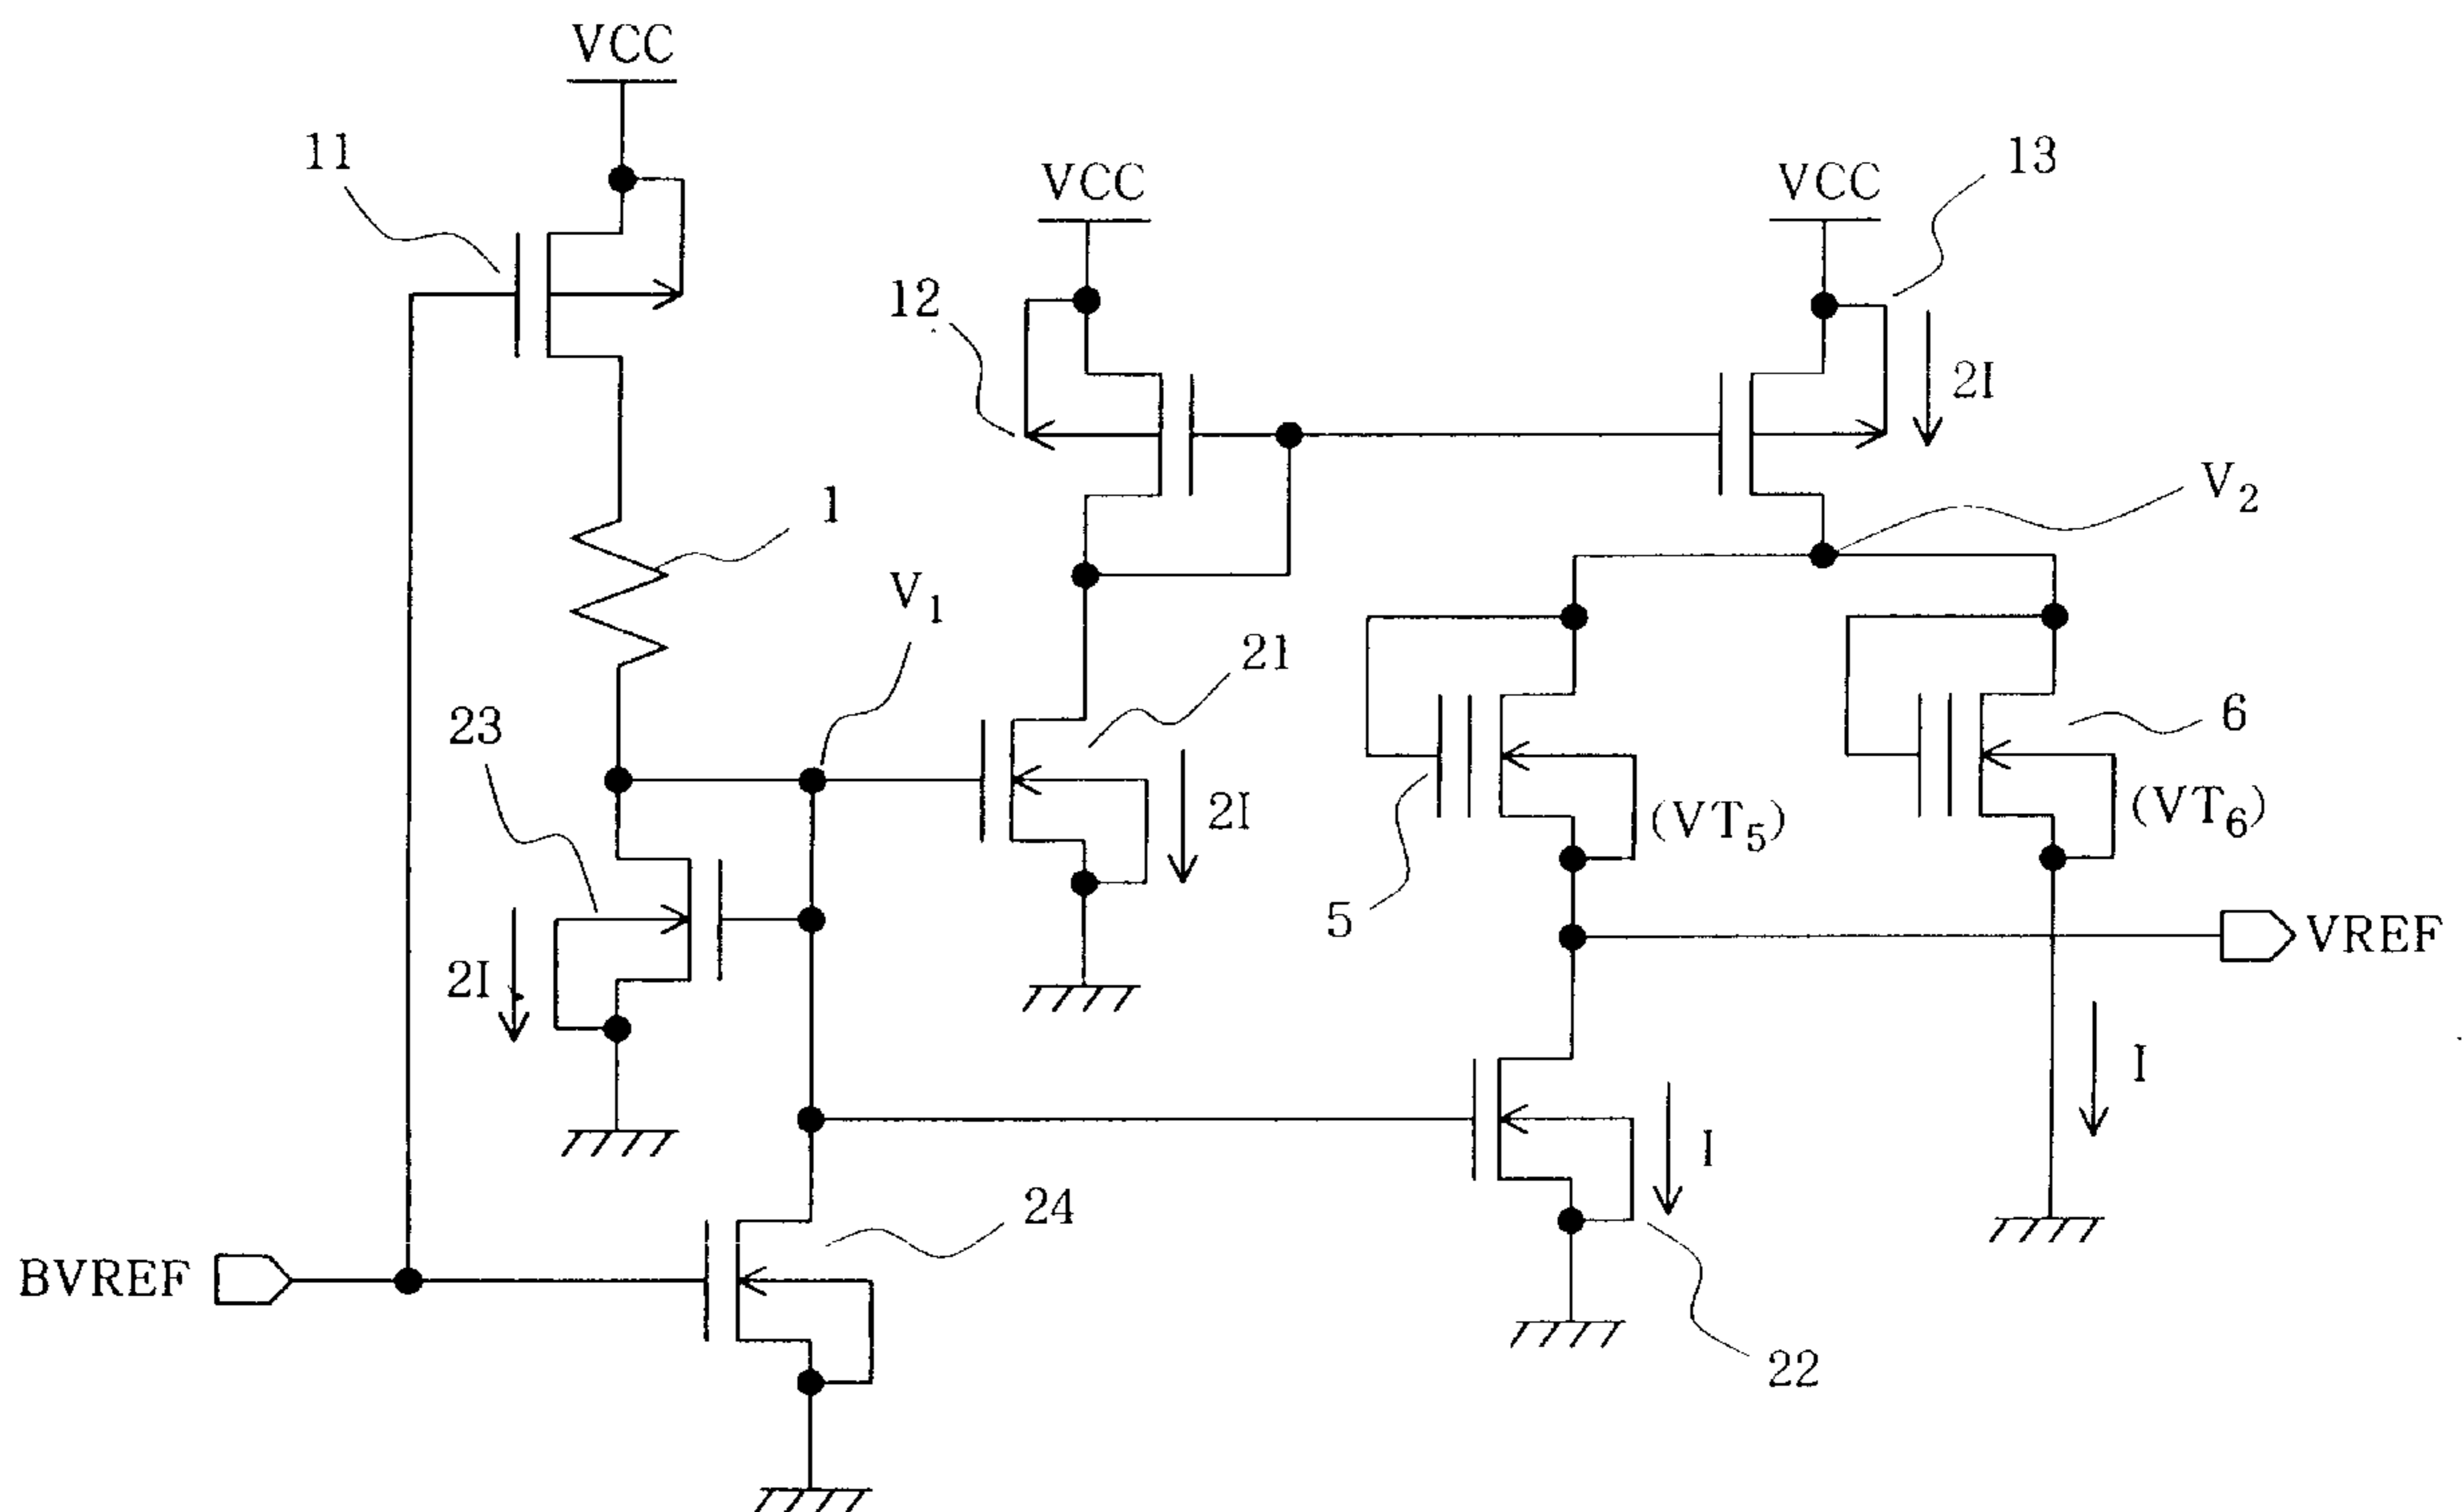 VCC
11
VCC
VCC
13
12
2I
V2
1
V1
21
23
6
2I
(VT5)
(VT6)
5
VREF
2I
I
I
24
BVREF
22